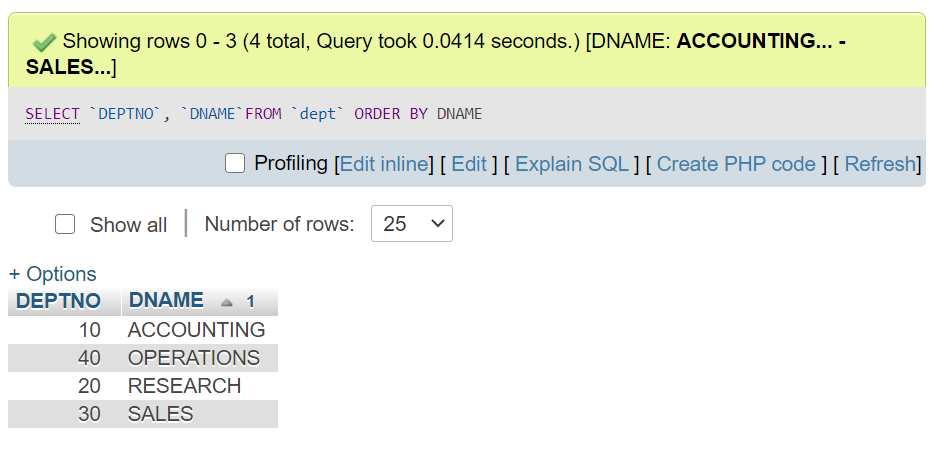 Showing rows 0 - 3 (4 total, Query took 0.0414 seconds.) [DNAME: ACCOUNTING... -
SALES...]
SELECT `DEPTNO`, `DNAME`FROM `dept` ORDER BY DNAME
Profiling [Edit inline] [ Edit ] [ Explain SQL ] [ Create PHP code ] [ Refresh]
Show all | Number of rows: 25
+ Options
DEPTNO DNAME 1
10 ACCOUNTING
40 OPERATIONS
20 RESEARCH
30 SALES